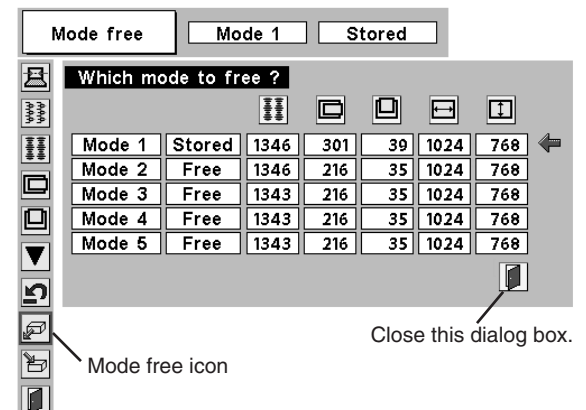 Mode free Mode 1 Stored
Which mode to free ?
Mode 1 Stored 1346 301 39 1024 768
Mode 2 Free 1346 216 35 1024 768
Mode 3 Free 1343 216 35 1024 768
Mode 4 Free 1343 216 35 1024 768
Mode 5 Free 1343 216 35 1024 768
Close this dialog box.
Mode free icon